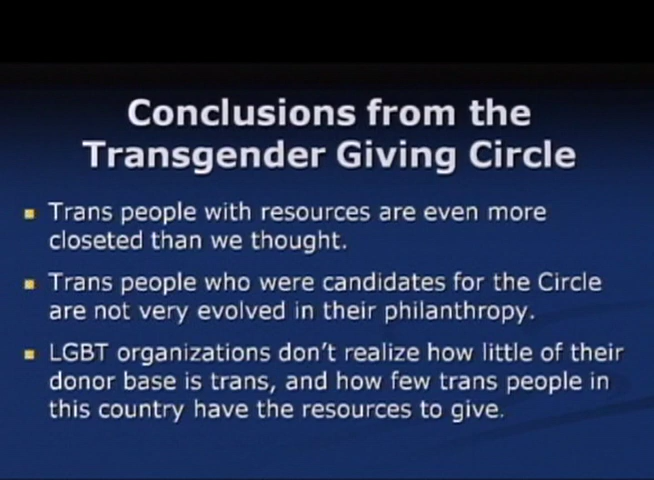 Conclusions from the
Transgender Giving Circle
Trans people with resources are even more
closeted than we thought.
Trans people who were candidates for the Circle
are not very evolved in their philanthropy.
LGBT organizations don't realize how little of their
donor base is trans, and how few trans people in
this country have the resources to give.